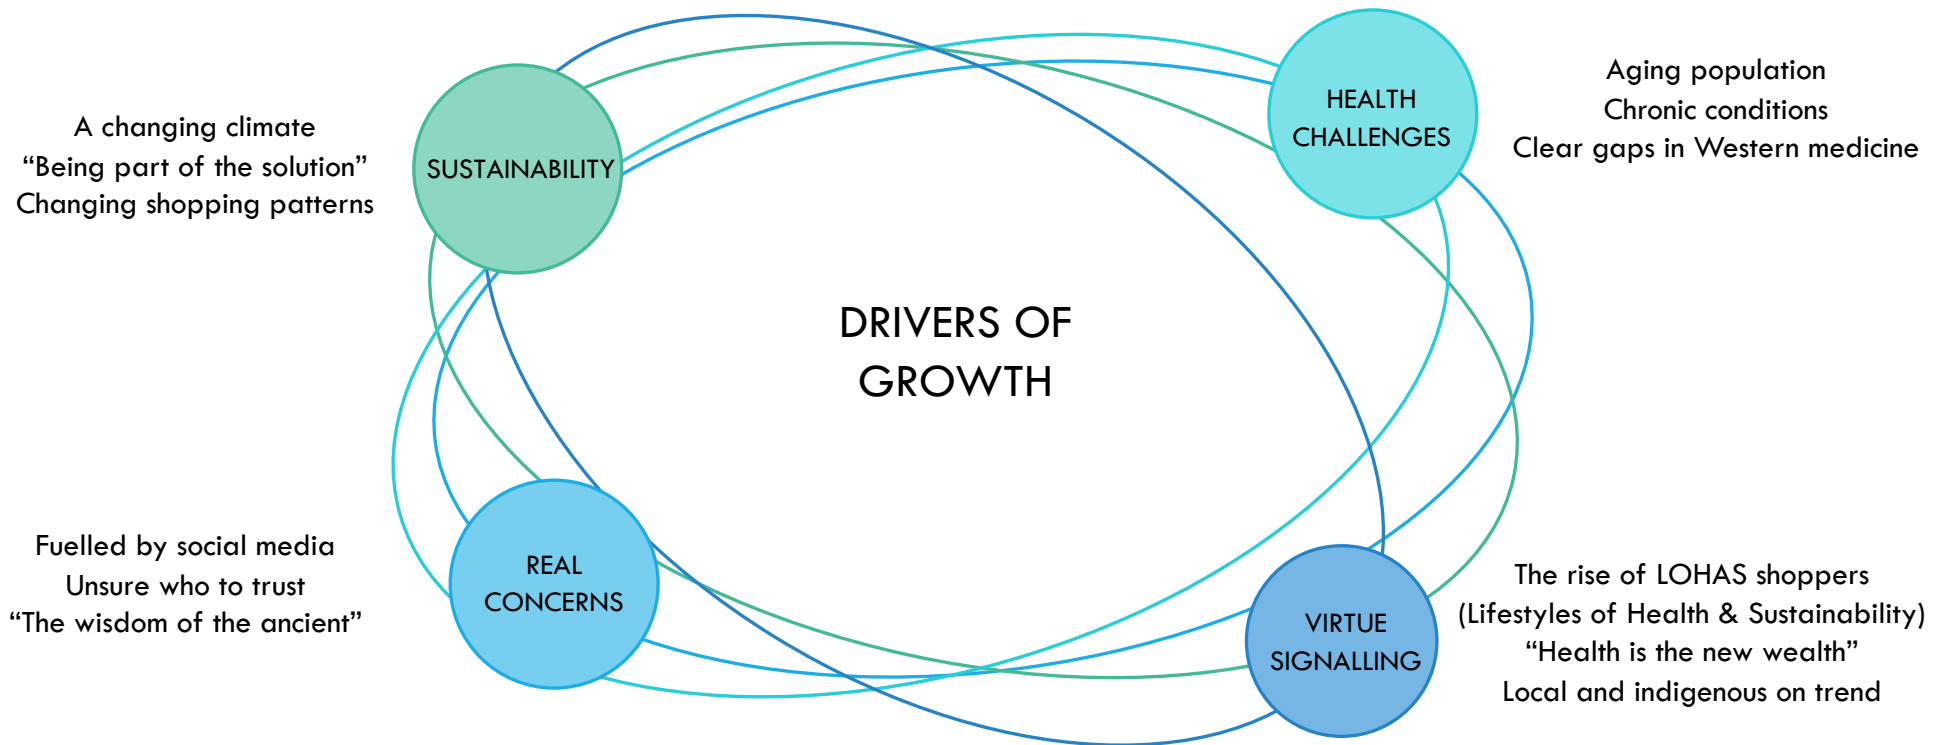 A changing climate
“Being part of the solution”
Changing shopping patterns
SUSTAINABILITY
HEALTH
CHALLENGES
Aging population
Chronic conditions
Clear gaps in Western medicine
DRIVERS OF
GROWTH
Fuelled by social media
Unsure who to trust
“The wisdom of the ancient”
REAL
CONCERNS
VIRTUE
SIGNALLING
The rise of LOHAS shoppers
(Lifestyles of Health & Sustainability)
“Health is the new wealth”
Local and indigenous on trend